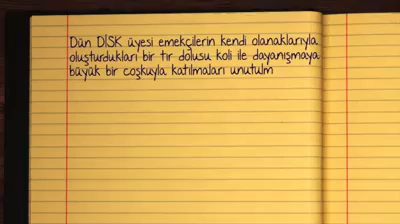 Dün DİSK üyesi emekçilerin kendi olanaklarıyla
oluşturdukları bir tır dolusu koli ile dayanışmaya
büyük bir coşkuyla katılmaları unutulm